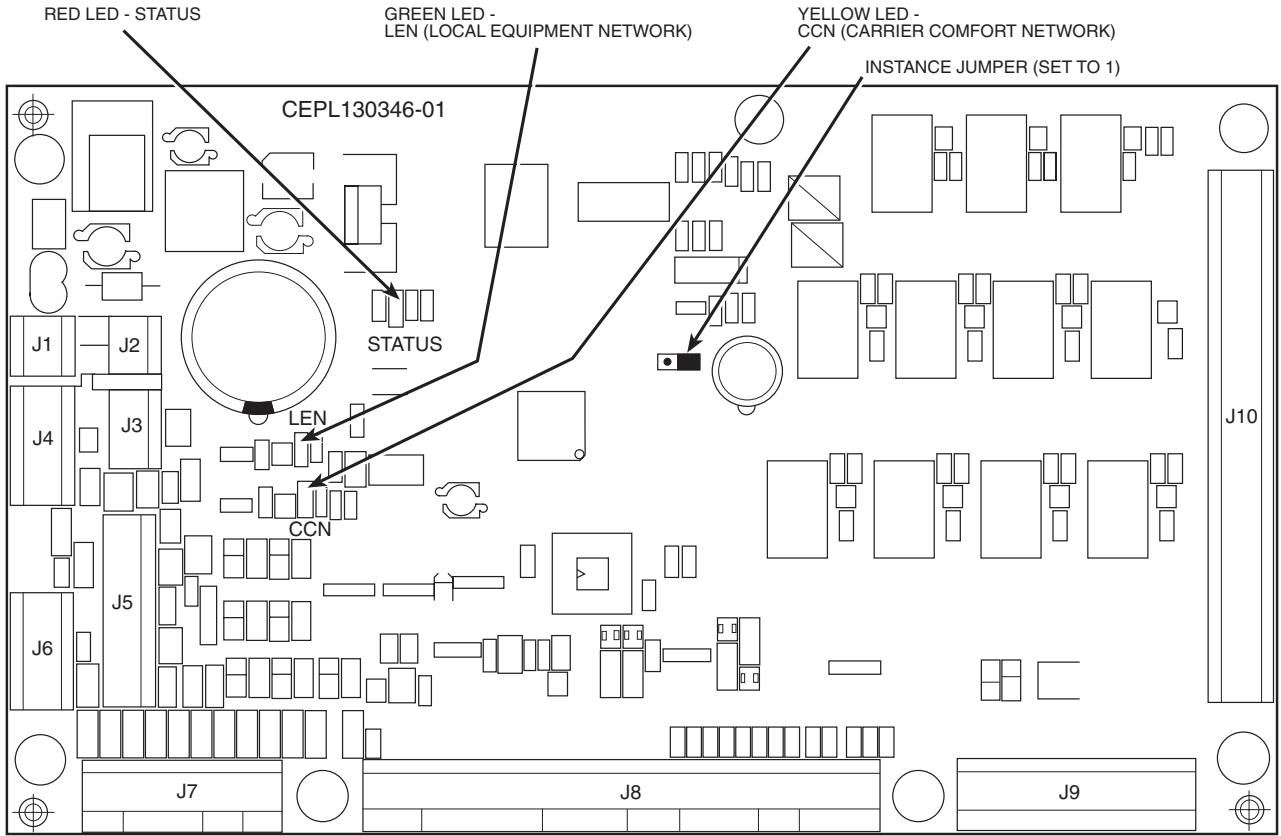 RED LED - STATUS
GREEN LED -
LEN (LOCAL EQUIPMENT NETWORK)
YELLOW LED -
CCN (CARRIER COMFORT NETWORK)
INSTANCE JUMPER (SET TO 1)
CEPL130346-01
J1
J2
STATUS
LEN
J3
J4
J10
CCN
J5
J6
J7
J8
J9